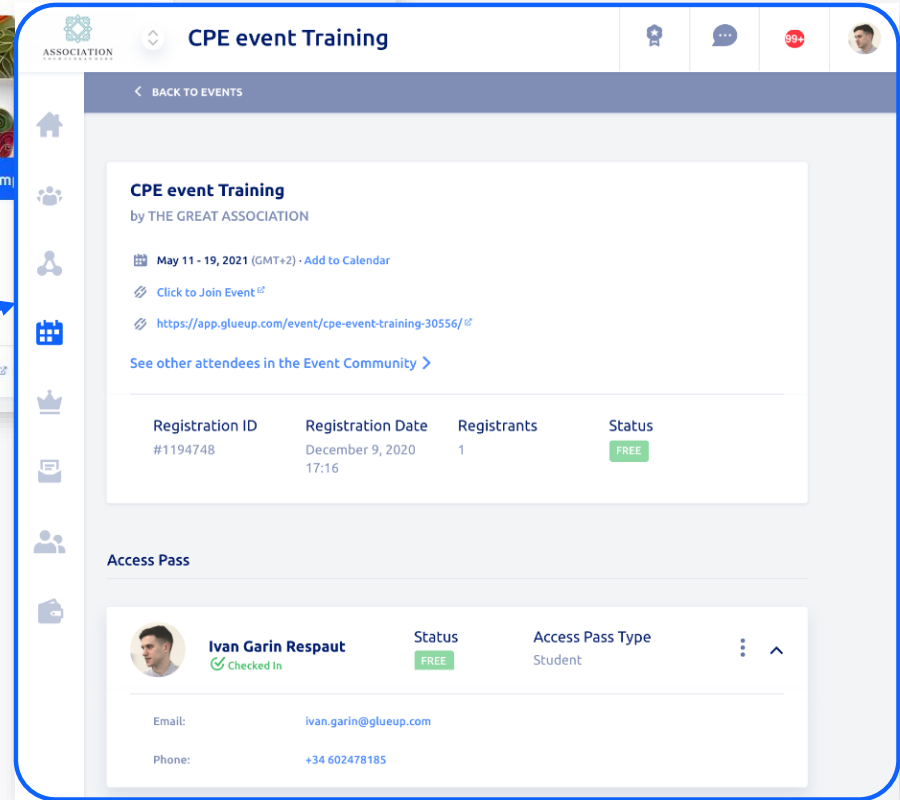 ASSOCIATION
CPE event Training
99+
BACK TO EVENTS
CPE event Training
by THE GREAT ASSOCIATION
May 11 - 19, 2021 (GMT+2) · Add to Calendar
Click to Join Event
https://app.glueup.com/event/cpe-event-training-30556/
See other attendees in the Event Community
Registration ID Registration Date Registrants Status
#1194748 December 9, 2020 1 FREE
17:16
Access Pass
Ivan Garin Respaut Status Access Pass Type
Checked In FREE Student
Email: ivan.garin@glueup.com
Phone: +34 602478185